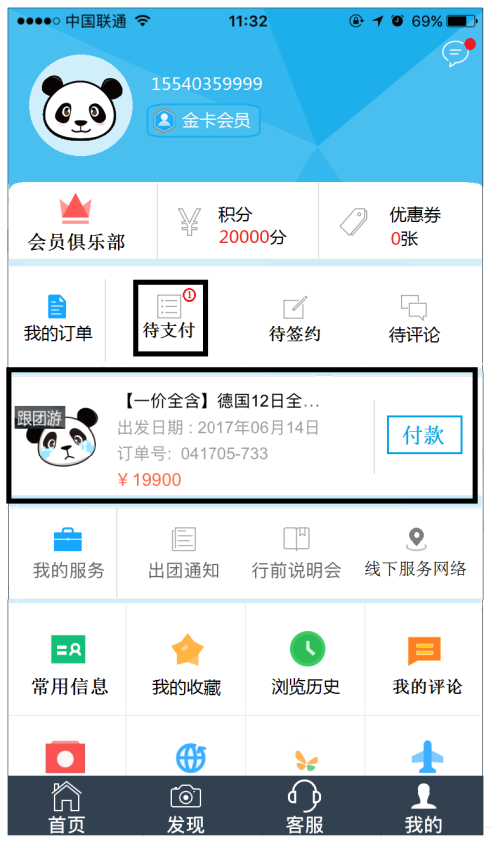 中国联通 11:32 69%
15540359999
金卡会员
会员俱乐部
积分
20000分
优惠券
0张
我的订单
1
待支付
待签约
待评论
跟团游
【一价全含】德国12日全...
出发日期：2017年06月14日
订单号: 041705-733
¥ 19900
付款
我的服务
出团通知
行前说明会
线下服务网络
常用信息
我的收藏
浏览历史
我的评论
首页
发现
客服
我的